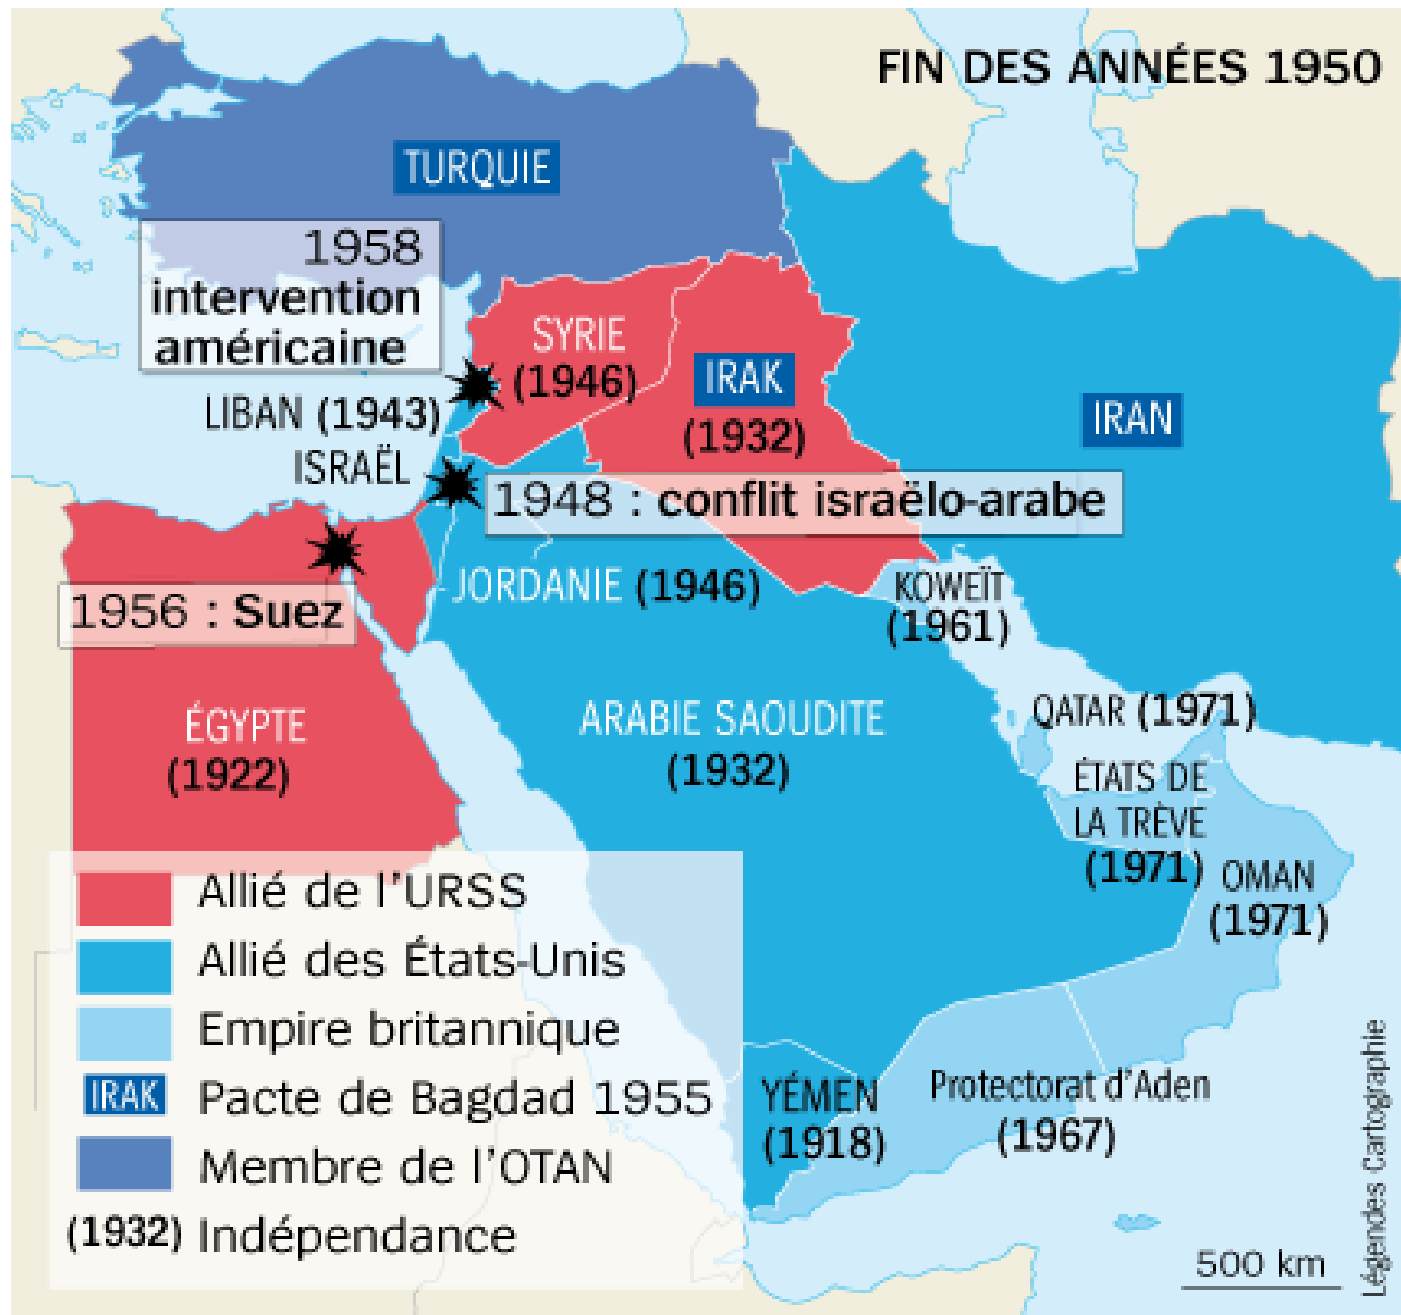 FIN DES ANNÉES 1950
TURQUIE
1958
intervention
américaine
SYRIE
(1946)
IRAK
(1932)
IRAN
LIBAN (1943)
ISRAËL
1948 : conflit israëlo-arabe
JORDANIE (1946)
KOWEÏT
(1961)
1956 : Suez
ÉGYPTE
(1922)
ARABIE SAOUDITE
(1932)
QATAR (1971)
ÉTATS DE
LA TRÈVE
(1971)
OMAN
(1971)
YÉMEN
(1918)
Protectorat d'Aden
(1967)
Allié de l'URSS
Allié des États-Unis
Empire britannique
IRAK Pacte de Bagdad 1955
Membre de l'OTAN
(1932) Indépendance
500 km
Légendes Cartographie